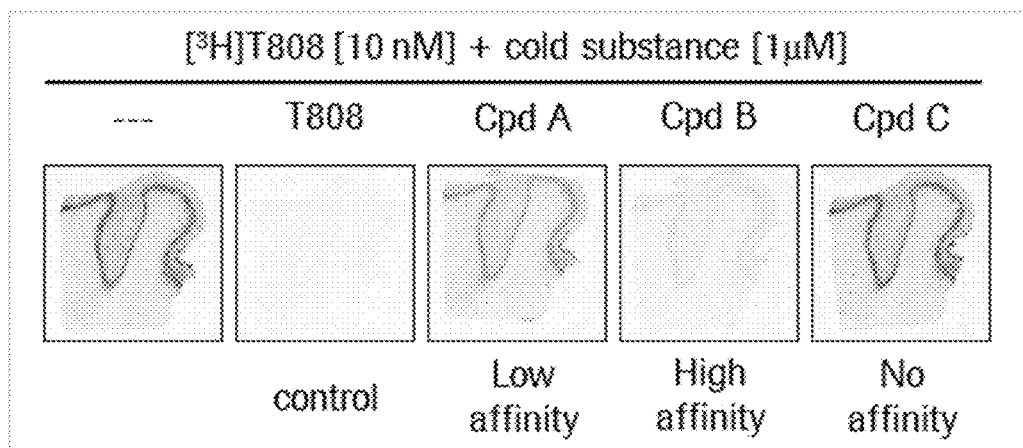 [³H]T808 [10 nM] + cold substance [1µM]
--- T808 Cpd A Cpd B Cpd C
control Low affinity High affinity No affinity